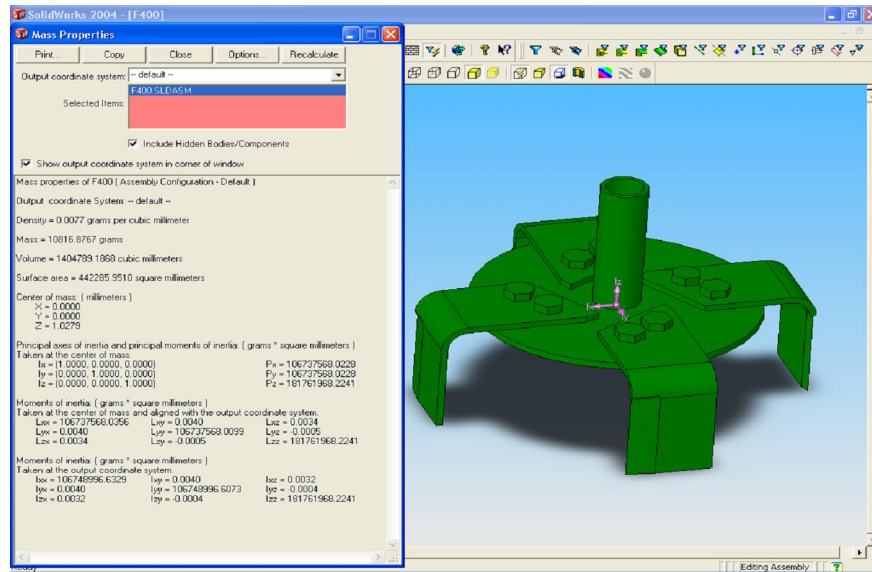 SolidWorks 2004 - [F400]
Mass Properties
Print... Copy Close Options... Recalculate
Output coordinate system: -- default --
F400.SLDASM
Selected Items:
Include Hidden Bodies/Components
Show output coordinate system in corner of window
Mass properties of F400 ( Assembly Configuration - Default )
Output coordinate System: -- default --
Density = 0.0077 grams per cubic millimeter
Mass = 10816.8767 grams
Volume = 1404789.1868 cubic millimeters
Surface area = 442285.9510 square millimeters
Center of mass: ( millimeters )
X = 0.0000
Y = 0.0000
Z = 1.0279
Principal axes of inertia and principal moments of inertia: ( grams * square millimeters )
Taken at the center of mass.
Ix = (1.0000, 0.0000, 0.0000) Px = 106737568.0228
Iy = (0.0000, 1.0000, 0.0000) Py = 106737568.0228
Iz = (0.0000, 0.0000, 1.0000) Pz = 181761968.2241
Moments of inertia: ( grams * square millimeters )
Taken at the center of mass and aligned with the output coordinate system.
Lxx = 106737568.0356 Lxy = 0.0040 Lxz = 0.0034
Lyx = 0.0040 Lyy = 106737568.0099 Lyz = -0.0005
Lzx = 0.0034 Lzy = -0.0005 Lzz = 181761968.2241
Moments of inertia: ( grams * square millimeters )
Taken at the output coordinate system.
Ixx = 106748996.6329 Ixy = 0.0040 Ixz = 0.0032
Iyx = 0.0040 Iyy = 106748996.6073 Iyz = -0.0004
Izx = 0.0032 Izy = -0.0004 Izz = 181761968.2241
Iz
Ix
Iy
Ready
Editing Assembly